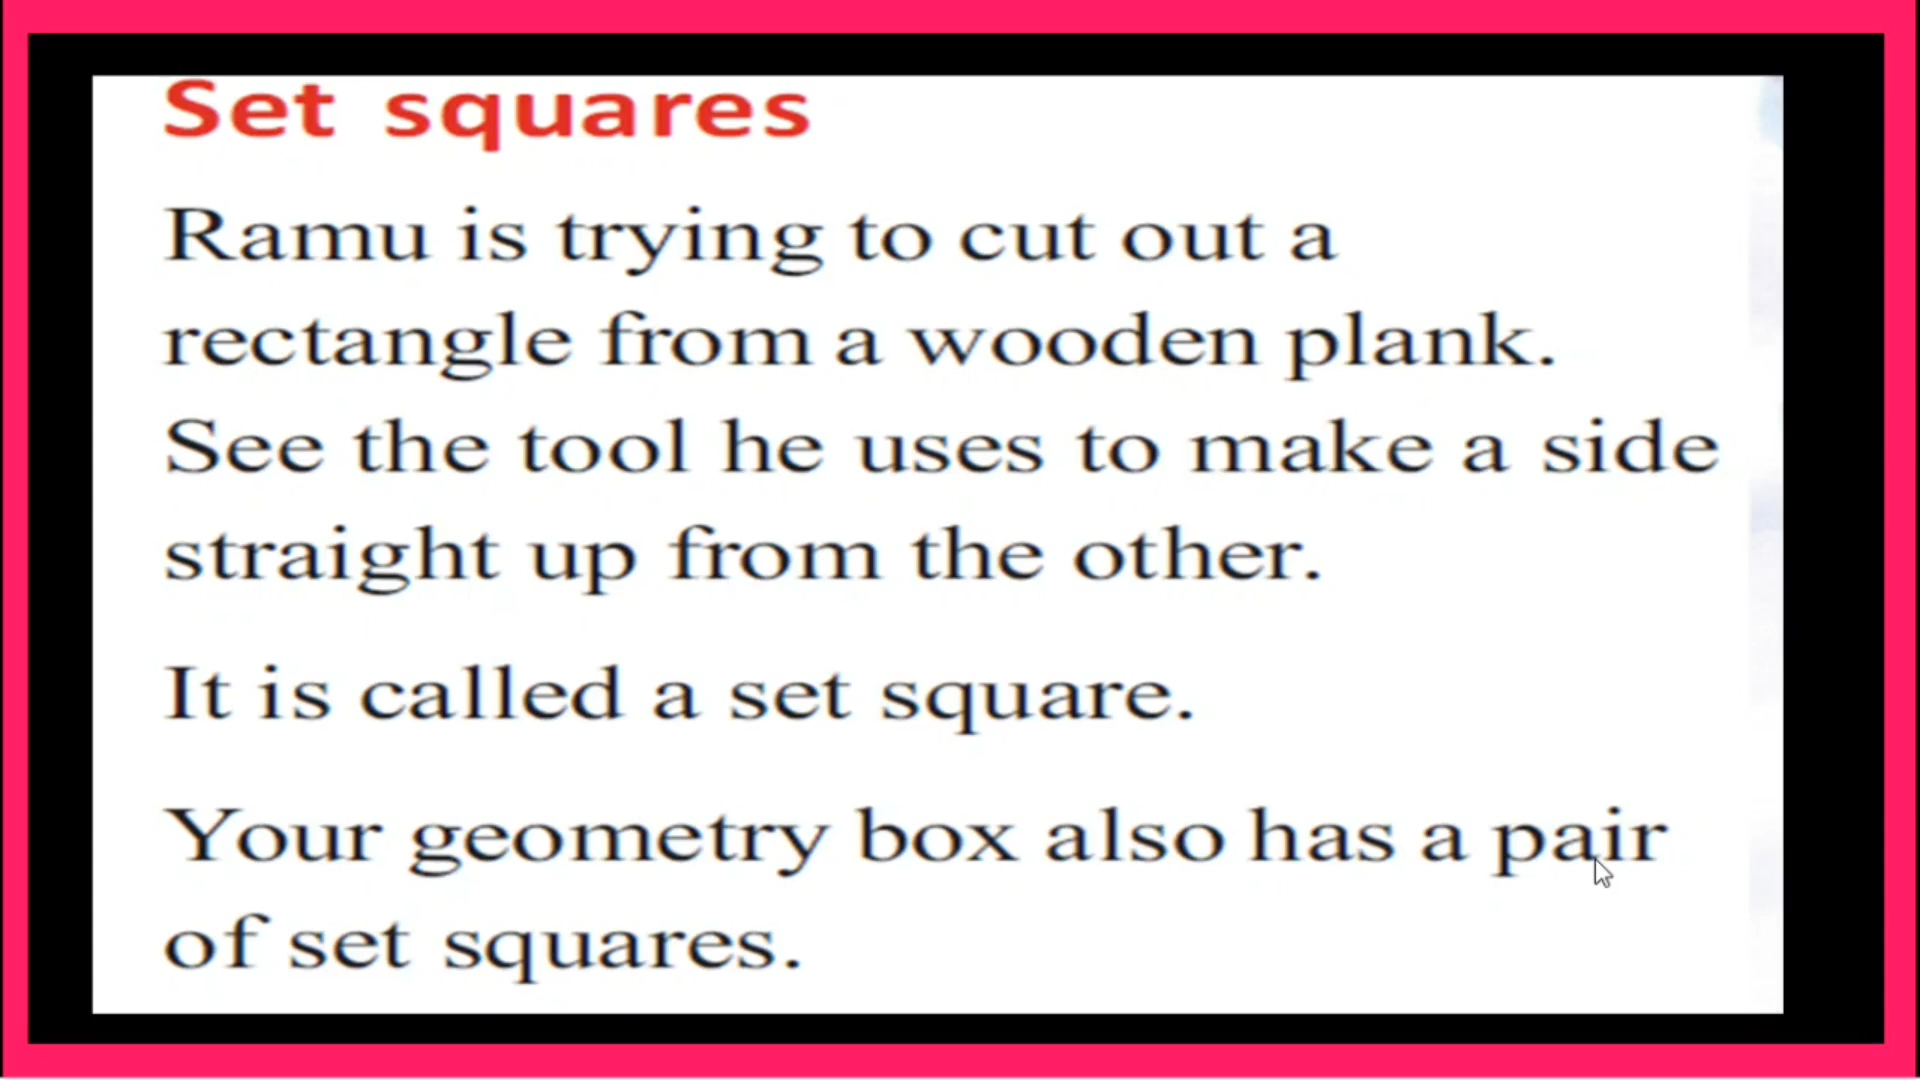 Set squares
Ramu is trying to cut out a
rectangle from a wooden plank.
See the tool he uses to make a side
straight up from the other.
It is called a set square.
Your geometry box also has a pair
of set squares.